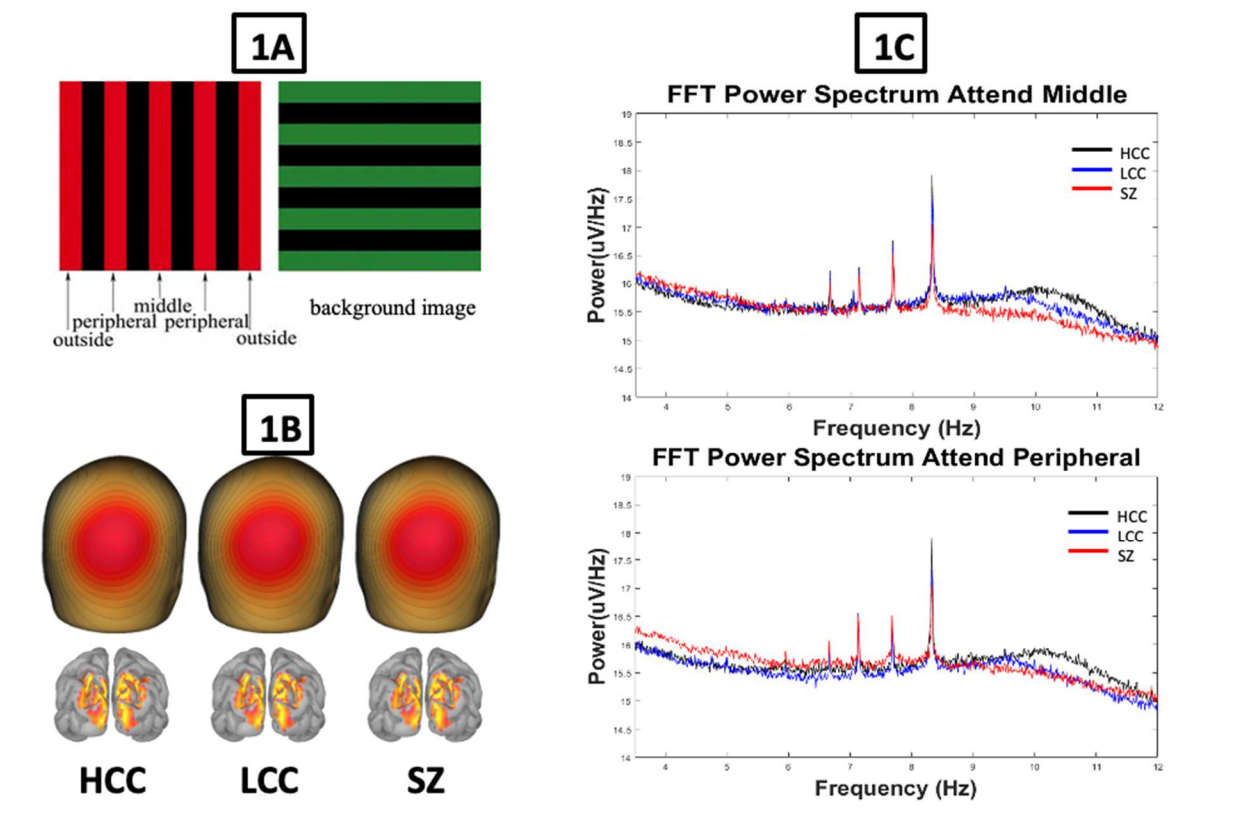 1A
middle
peripheral peripheral
outside outside
background image
1B
HCC LCC SZ
1C
FFT Power Spectrum Attend Middle
19
18.5
18
17.5
17
16.5
16
15.5
15
14.5
14
Power(uV/Hz)
HCC
LCC
SZ
4 5 6 7 8 9 10 11 12
Frequency (Hz)
FFT Power Spectrum Attend Peripheral
19
18.5
18
17.5
17
16.5
16
15.5
15
14.5
14
Power(uV/Hz)
HCC
LCC
SZ
4 5 6 7 8 9 10 11 12
Frequency (Hz)